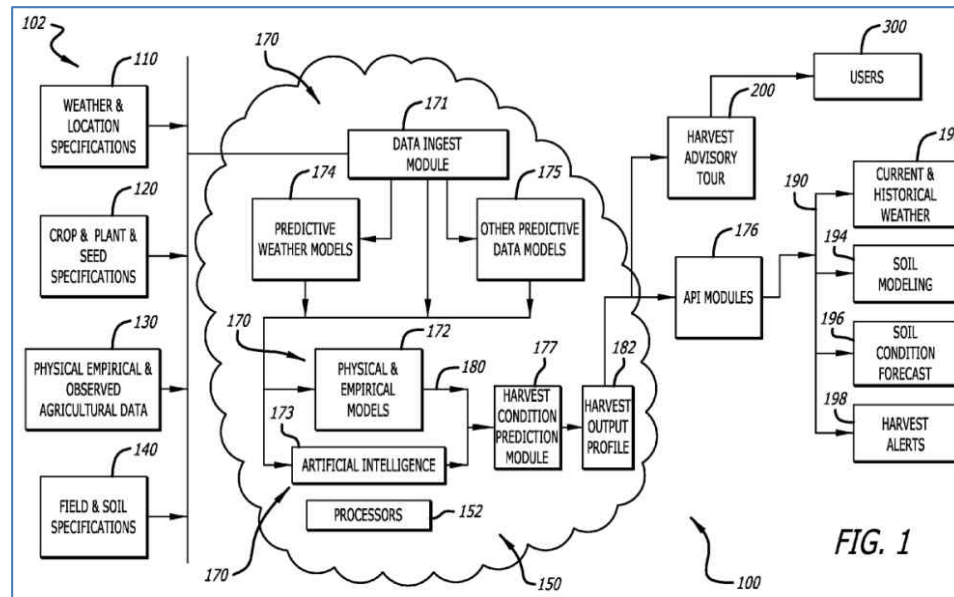 102
110
WEATHER &
LOCATION
SPECIFICATIONS
120
CROP & PLANT &
SEED
SPECIFICATIONS
130
PHYSICAL EMPIRICAL &
OBSERVED
AGRICULTURAL DATA
140
FIELD & SOIL
SPECIFICATIONS
170
171
DATA INGEST
MODULE
174
PREDICTIVE
WEATHER MODELS
175
OTHER PREDICTIVE
DATA MODELS
170
172
PHYSICAL &
EMPIRICAL
MODELS
180
173
ARTIFICIAL INTELLIGENCE
177
HARVEST
CONDITION
PREDICTION
MODULE
182
HARVEST
OUTPUT
PROFILE
PROCESSORS
152
170
150
300
USERS
200
HARVEST
ADVISORY
TOUR
176
API MODULES
190
19
CURRENT &
HISTORICAL
WEATHER
194
SOIL
MODELING
196
SOIL
CONDITION
FORECAST
198
HARVEST
ALERTS
100
FIG. 1